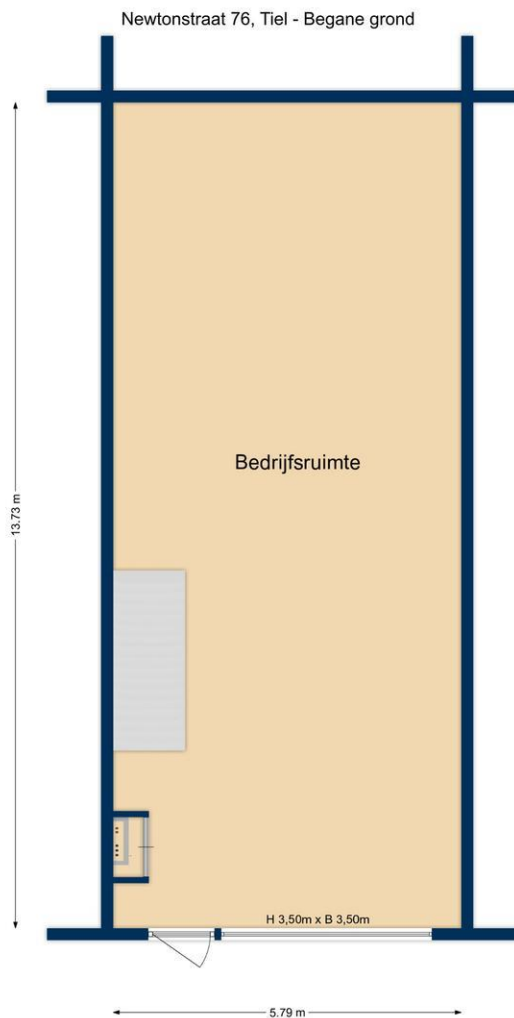 Newtonstraat 76, Tiel - Begane grond
Bedrijfsruimte
13.73 m
H 3,50m x B 3,50m
5.79 m